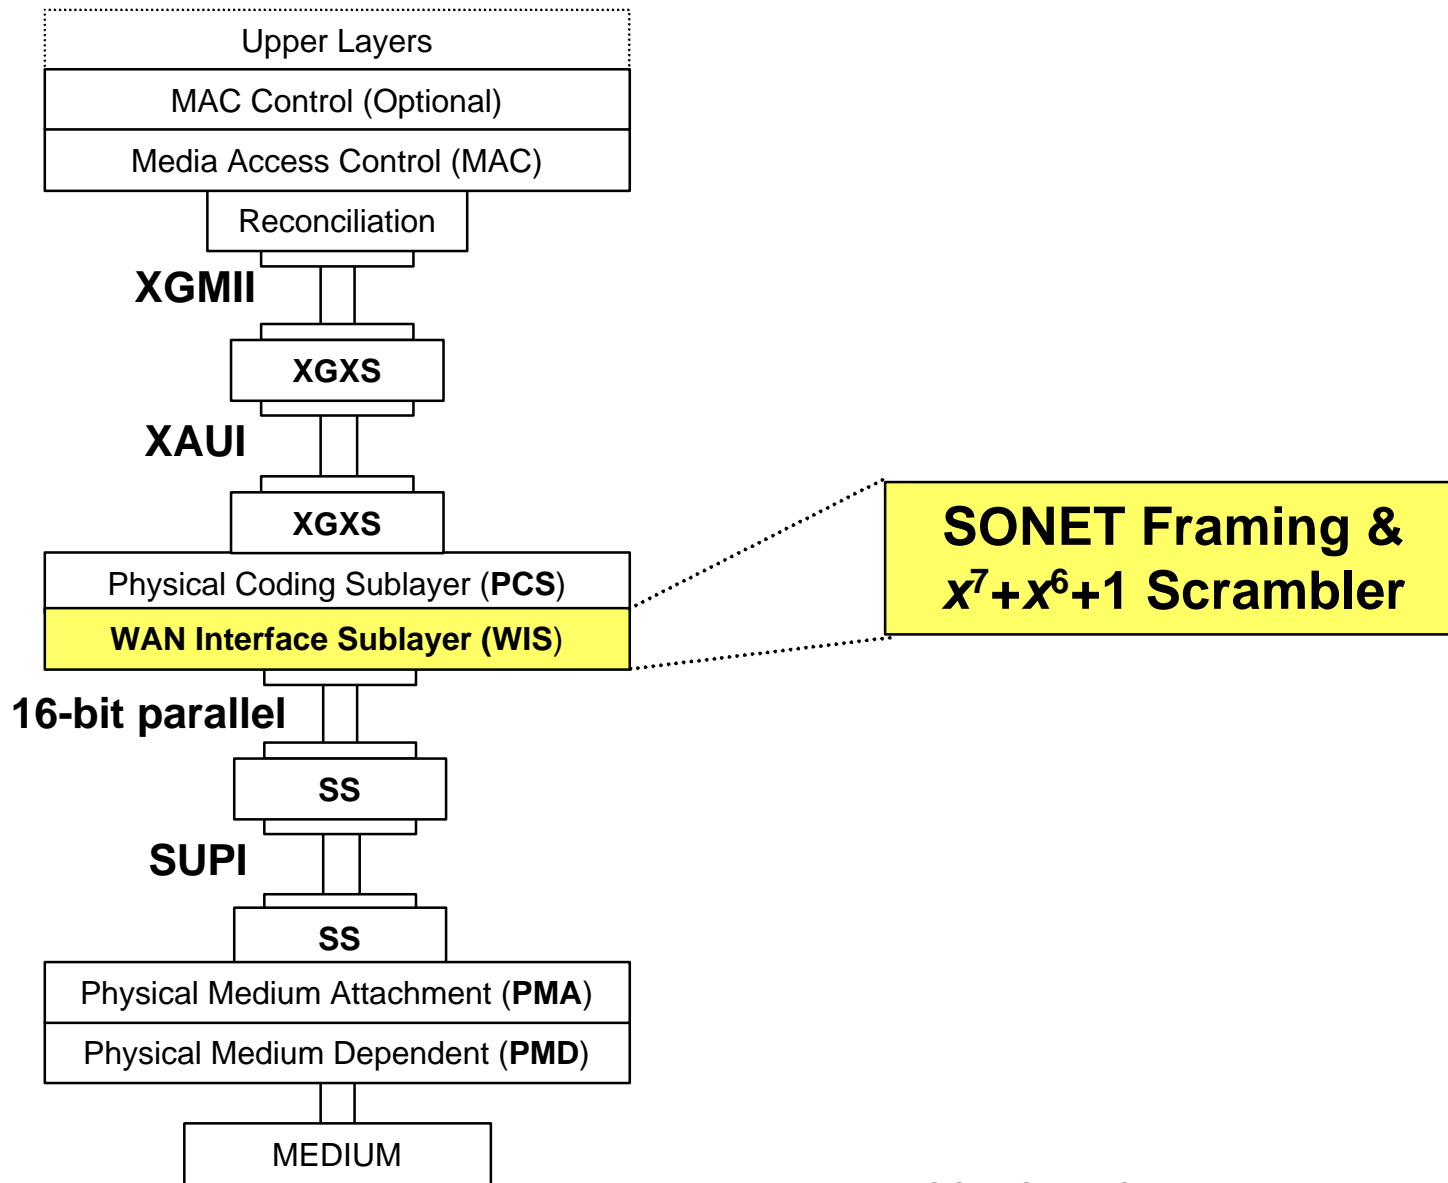 Upper Layers
MAC Control (Optional)
Media Access Control (MAC)
Reconciliation
XGMII
XGXS
XAUI
XGXS
Physical Coding Sublayer (PCS)
WAN Interface Sublayer (WIS)
SONET Framing &
x⁷+x⁶+1 Scrambler
16-bit parallel
SS
SUPI
SS
Physical Medium Attachment (PMA)
Physical Medium Dependent (PMD)
MEDIUM